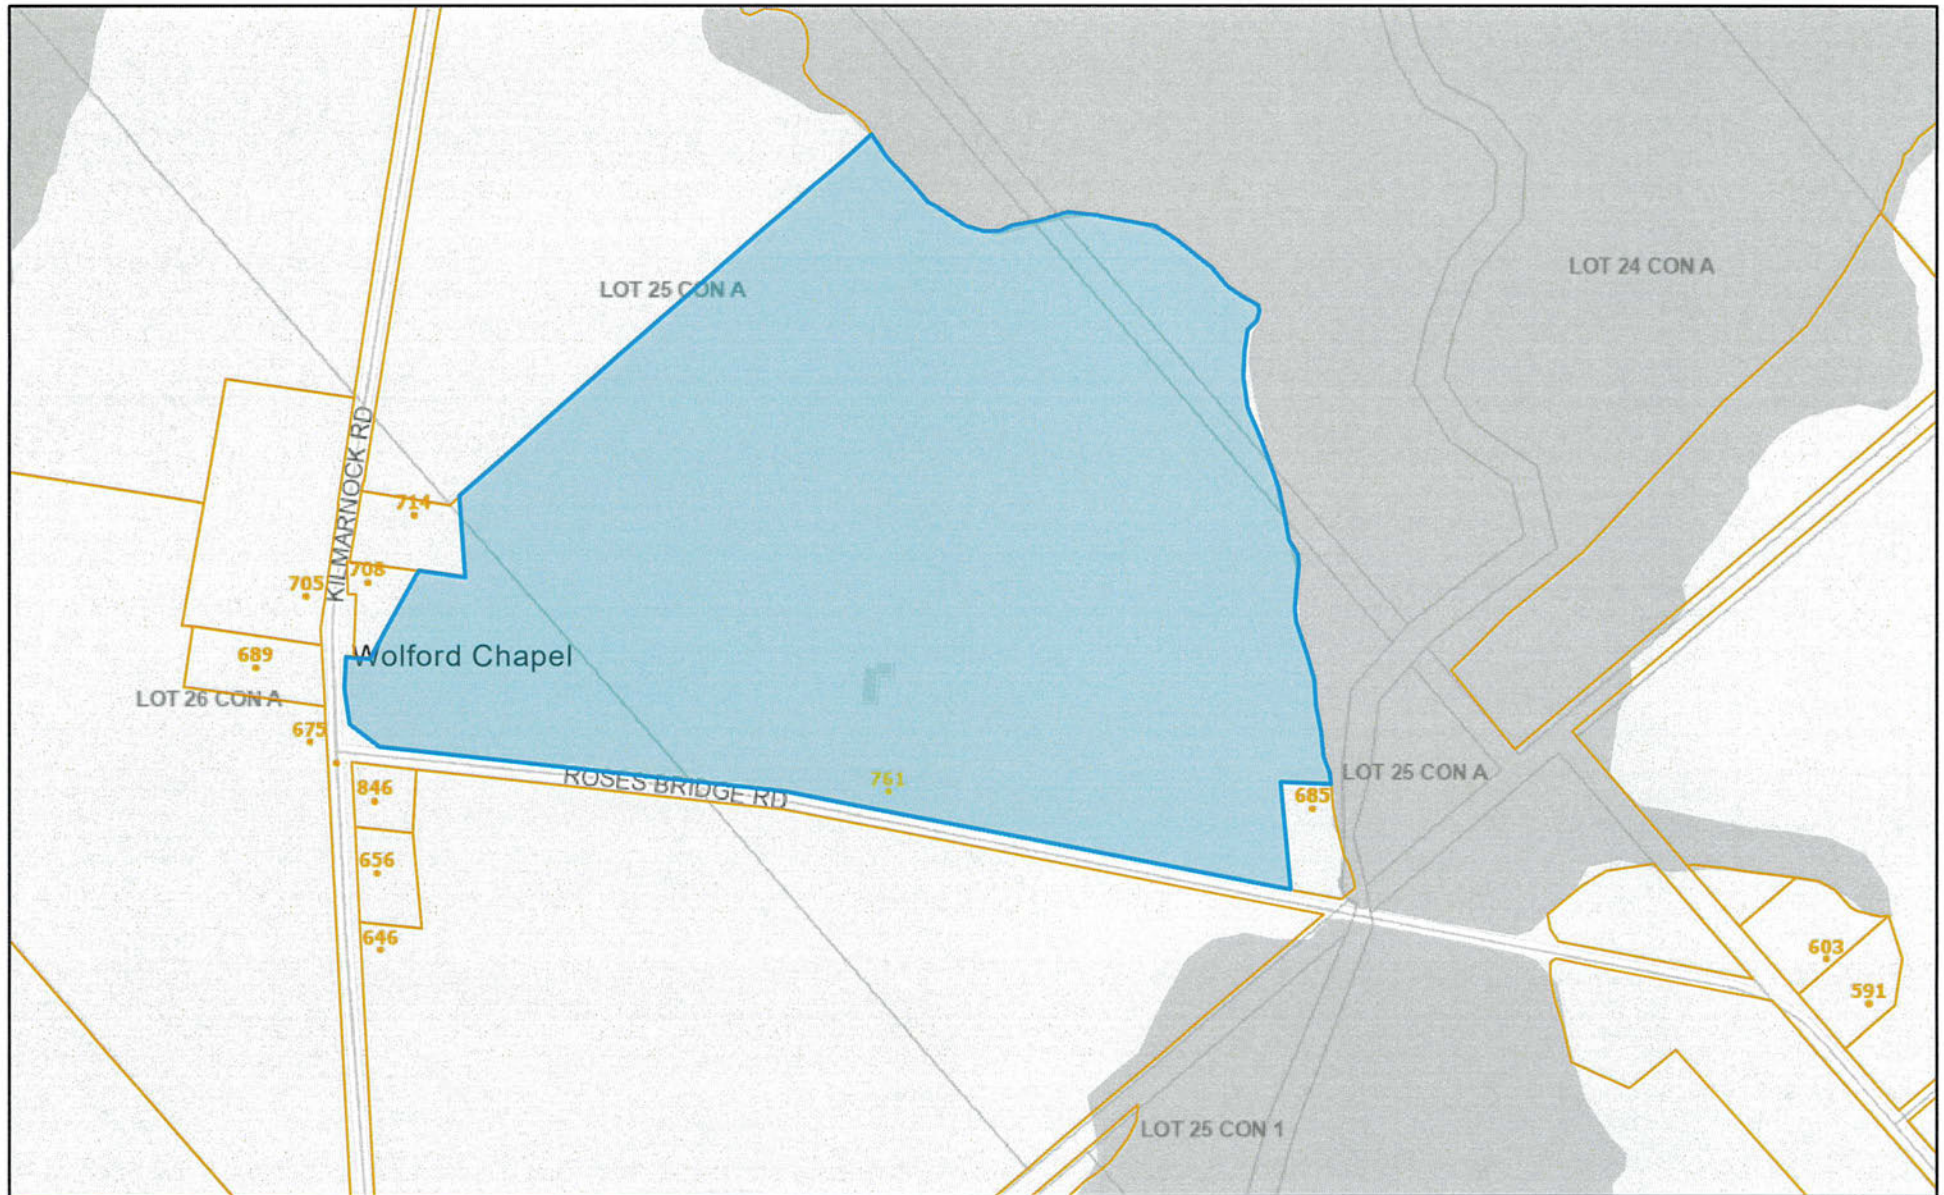 LOT 24 CON A
LOT 25 CON A
KILMARNOCK RD
714
708
705
689
Wolford Chapel
LOT 26 CON A
675
ROSES BRIDGE RD
761
LOT 25 CON A
685
846
656
646
603
591
LOT 25 CON 1